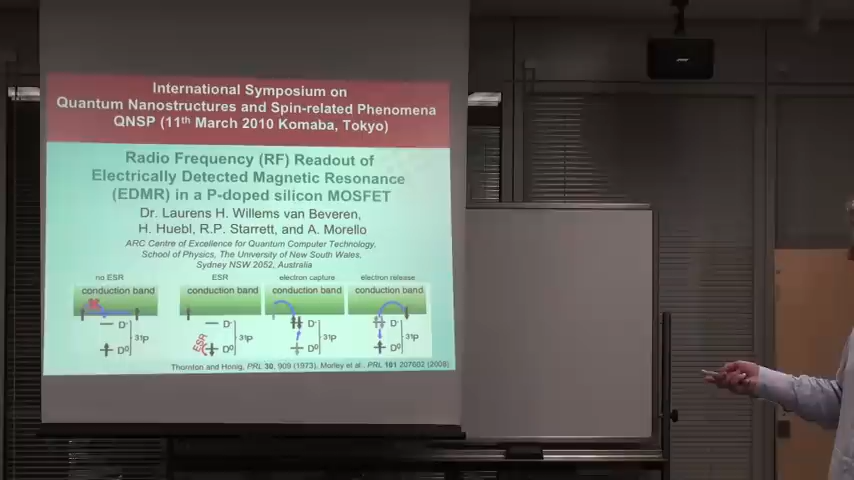 International Symposium on
Quantum Nanostructures and Spin-related Phenomena
QNSP (11th March 2010 Komaba, Tokyo)
Radio Frequency (RF) Readout of
Electrically Detected Magnetic Resonance
(EDMR) in a P-doped silicon MOSFET
Dr. Laurens H. Willems van Beveren,
H. Huebl, R.P. Starrett, and A. Morello
ARC Centre of Excellence for Quantum Computer Technology,
School of Physics, The University of New South Wales,
Sydney NSW 2052, Australia
no ESR ESR electron capture electron release
conduction band conduction band conduction band conduction band
D- D- D- D-
31P 31P 31P 31P
ESR
D0 D0 D0 D0
Thornton and Honig, PRL 30, 909 (1973), Morley et al., PRL 101 207602 (2008)